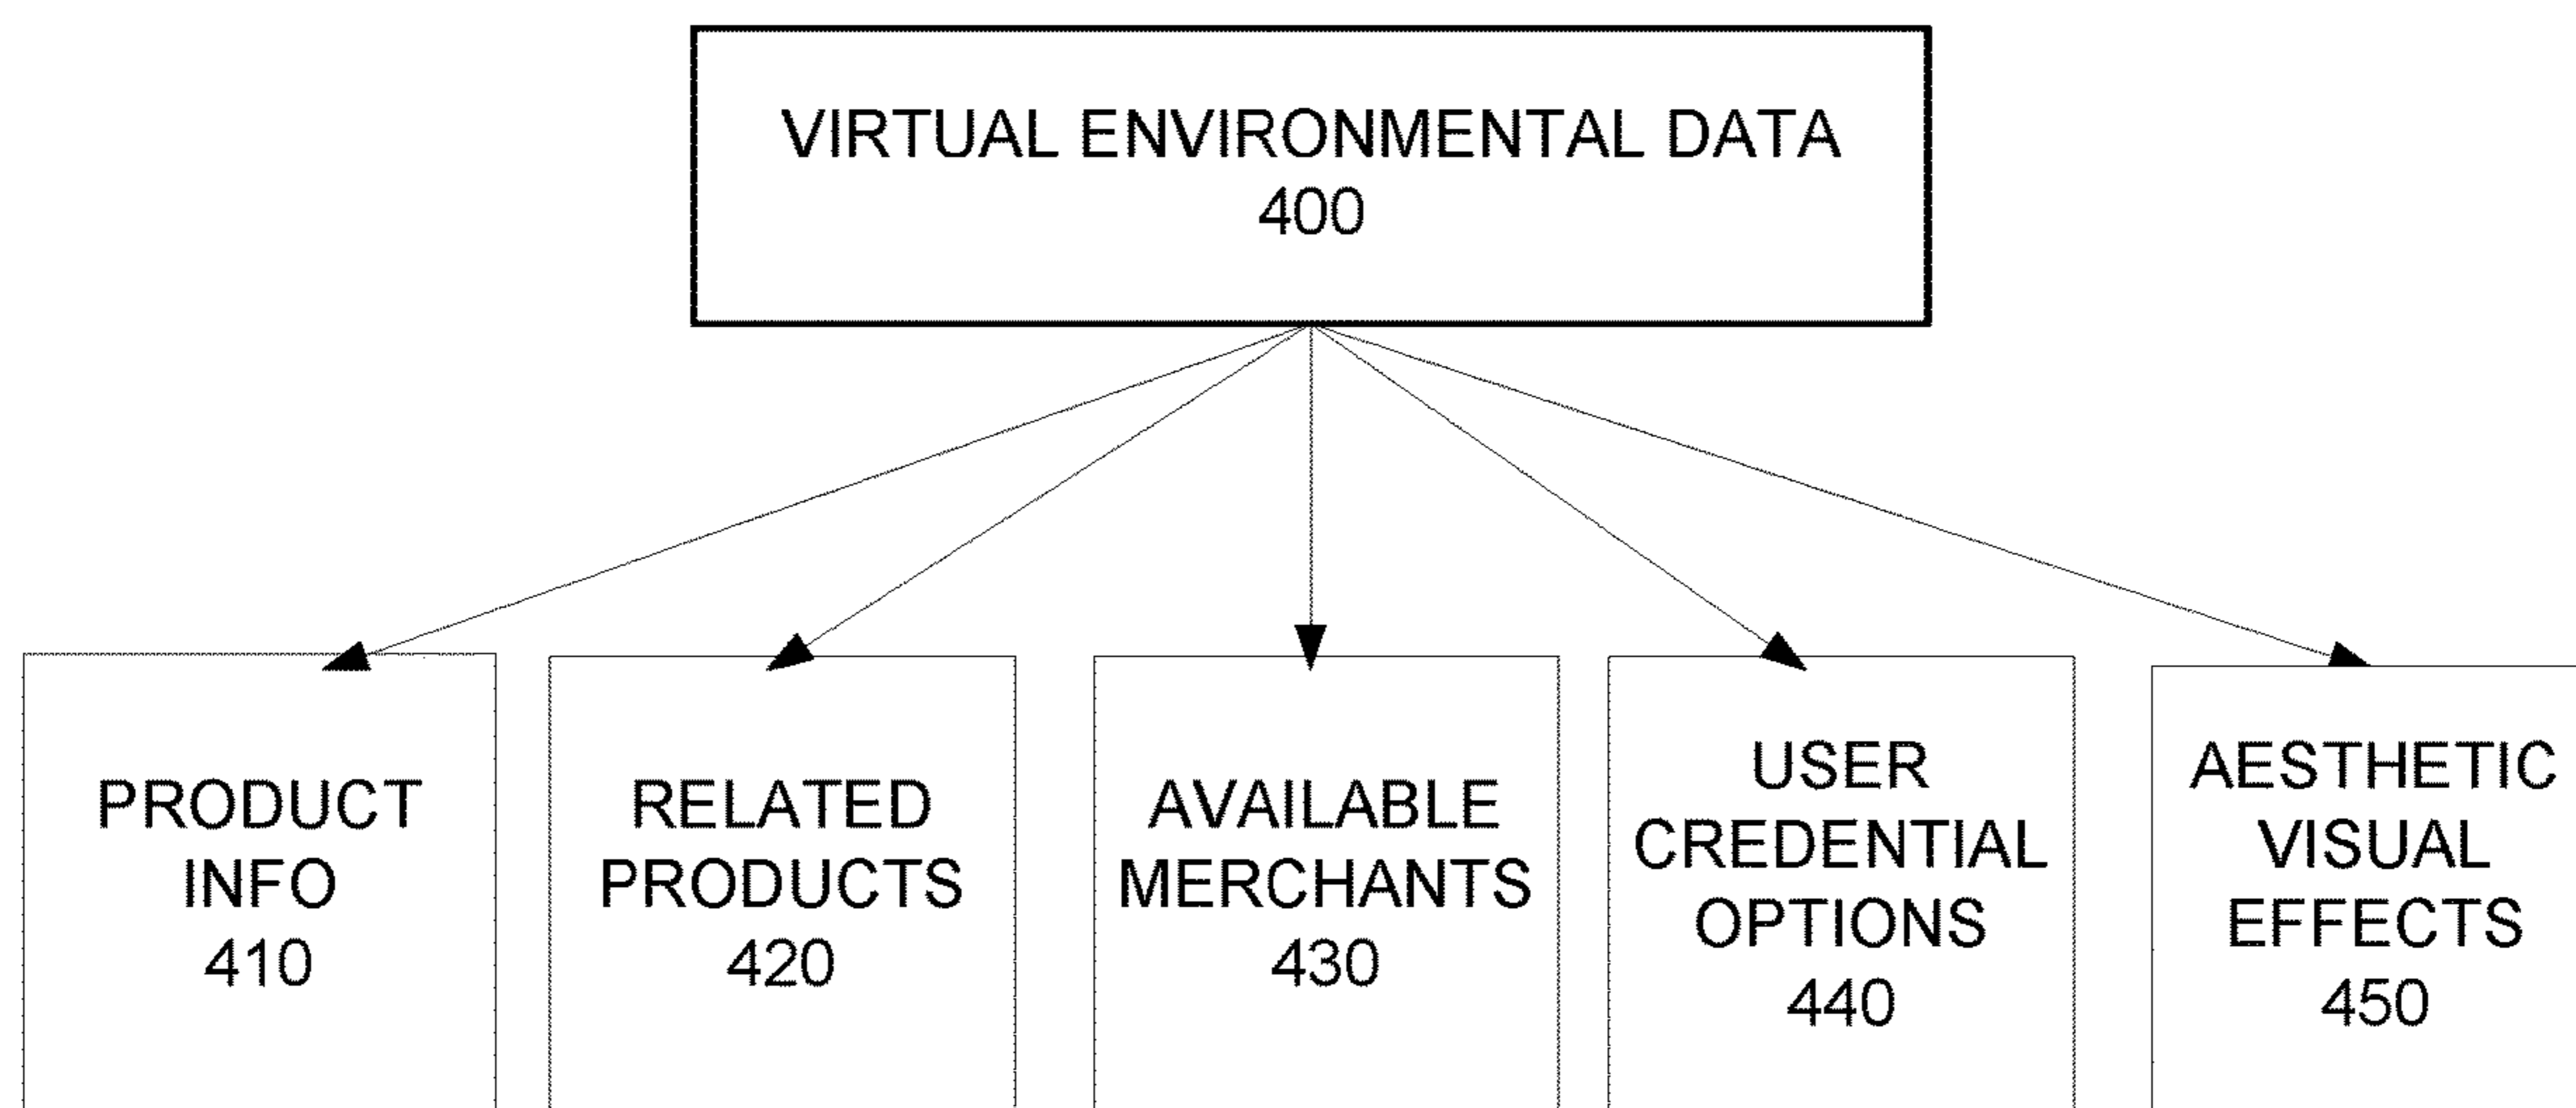 VIRTUAL ENVIRONMENTAL DATA
400
PRODUCT
INFO
410
RELATED
PRODUCTS
420
AVAILABLE
MERCHANTS
430
USER
CREDENTIAL
OPTIONS
440
AESTHETIC
VISUAL
EFFECTS
450